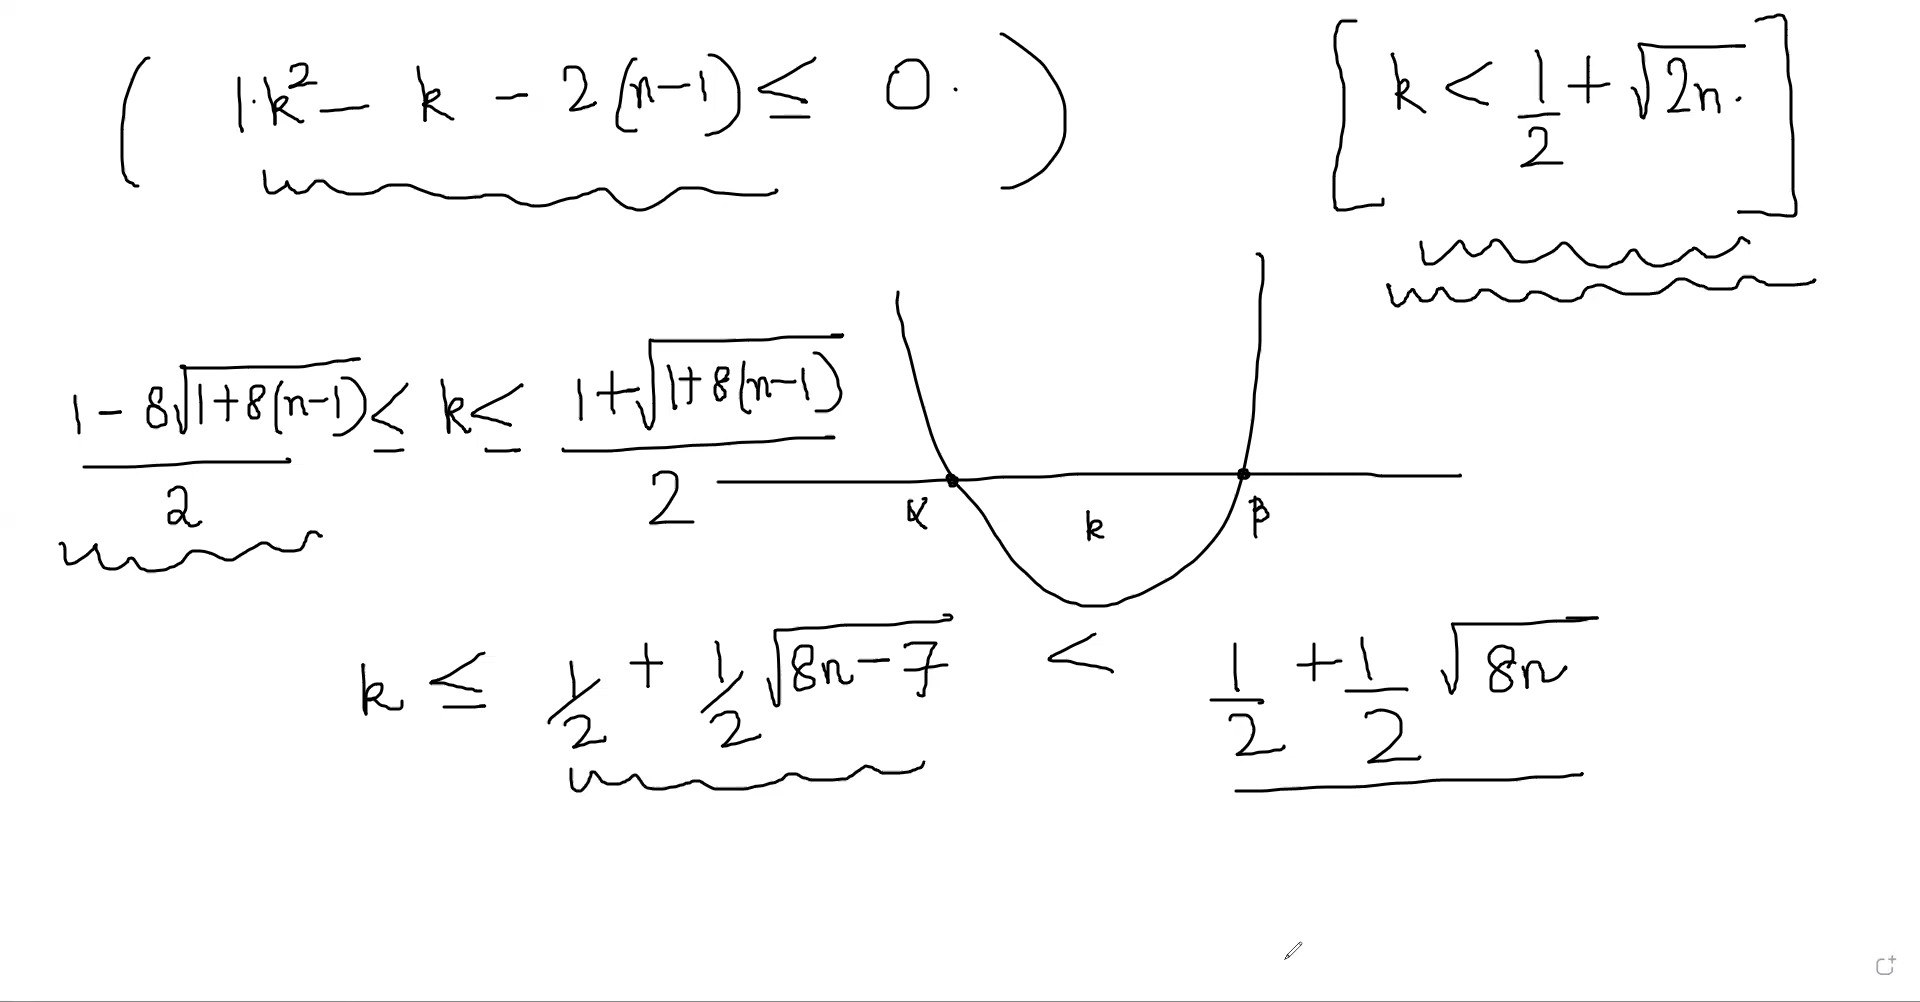 ( 1·k² − k − 2(n−1) ≤ 0. )
[ k < 1/2 + √2n. ]
(1 − 8√(1+8(n−1)))/2 ≤ k ≤ (1 + √(1+8(n−1)))/2
α k β
k ≤ 1/2 + 1/2 √(8n−7) < 1/2 + 1/2 √8n